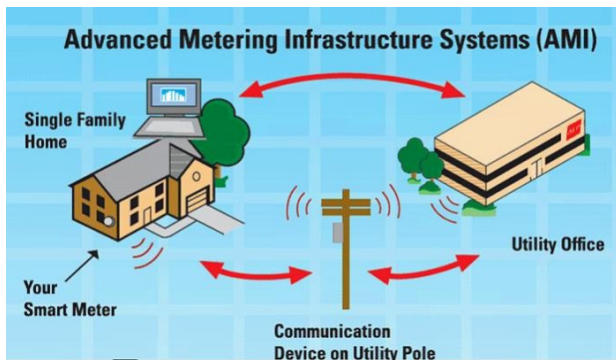 Advanced Metering Infrastructure Systems (AMI)
Single Family
Home
Utility Office
Your
Smart Meter
Communication
Device on Utility Pole